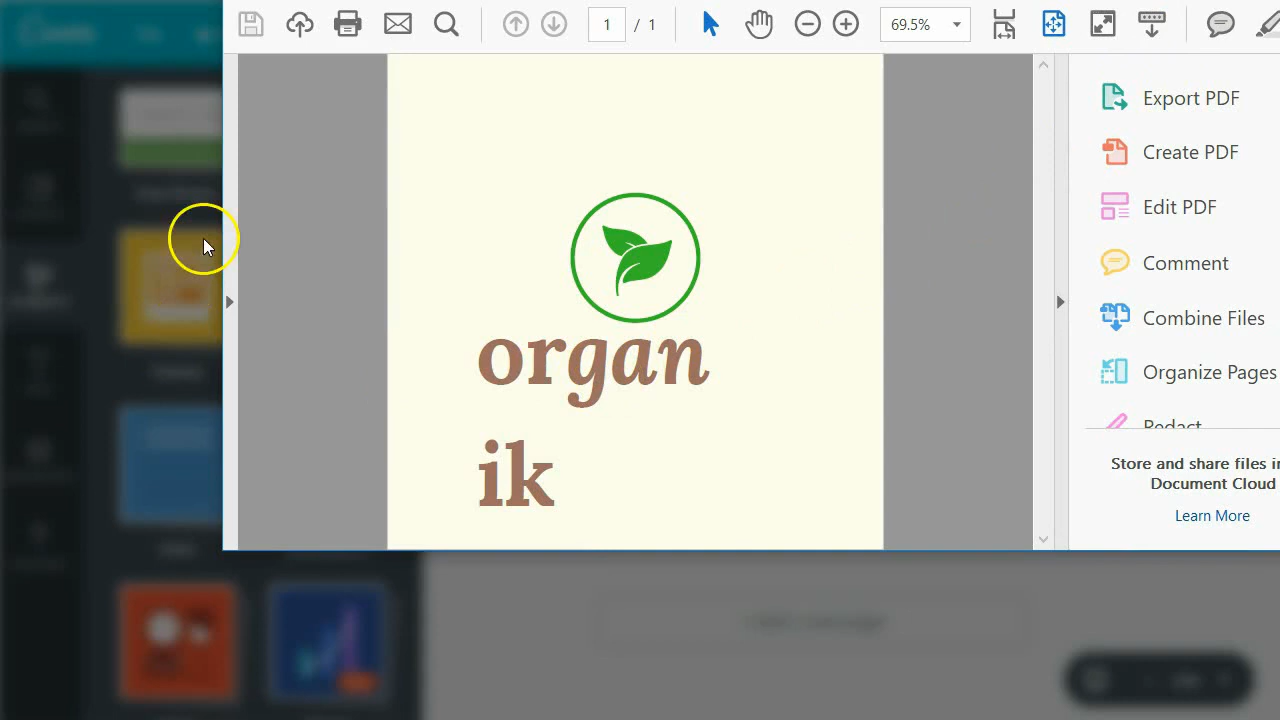 1 / 1
69.5%
Export PDF
Create PDF
Edit PDF
Comment
Combine Files
Organize Pages
Redact
Store and share files in
Document Cloud
Learn More
organ
ik